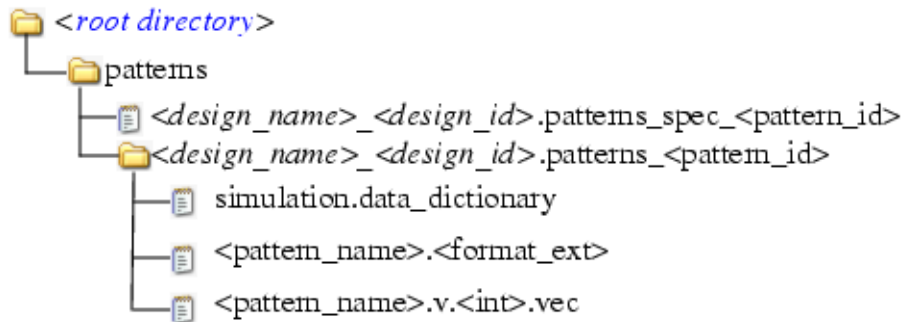 <root directory>
patterns
<design_name>_<design_id>.patterns_spec_<pattern_id>
<design_name>_<design_id>.patterns_<pattern_id>
simulation.data_dictionary
<pattern_name>.<format_ext>
<pattern_name>.v.<int>.vec